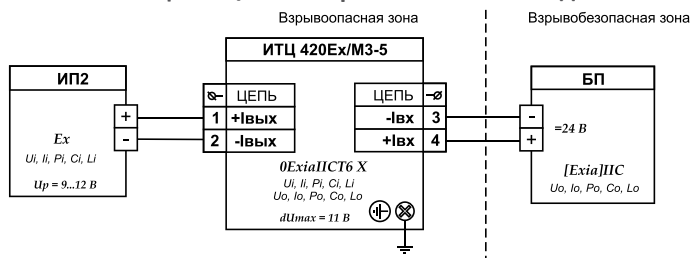 Взрывоопасная зона
Взрывобезопасная зона
ИТЦ 420Ex/М3-5
ИП2
БП
ЦЕПЬ
ЦЕПЬ
1 +Iвых
2 -Iвых
-Iвх 3
+Iвх 4
+
-
-
+
=24 В
Ex
Ui, Ii, Pi, Ci, Li
Up = 9...12 В
0ExiaIICT6 X
Ui, Ii, Pi, Ci, Li
Uo, Io, Po, Co, Lo
dUmax = 11 В
[Exia]IIC
Uo, Io, Po, Co, Lo